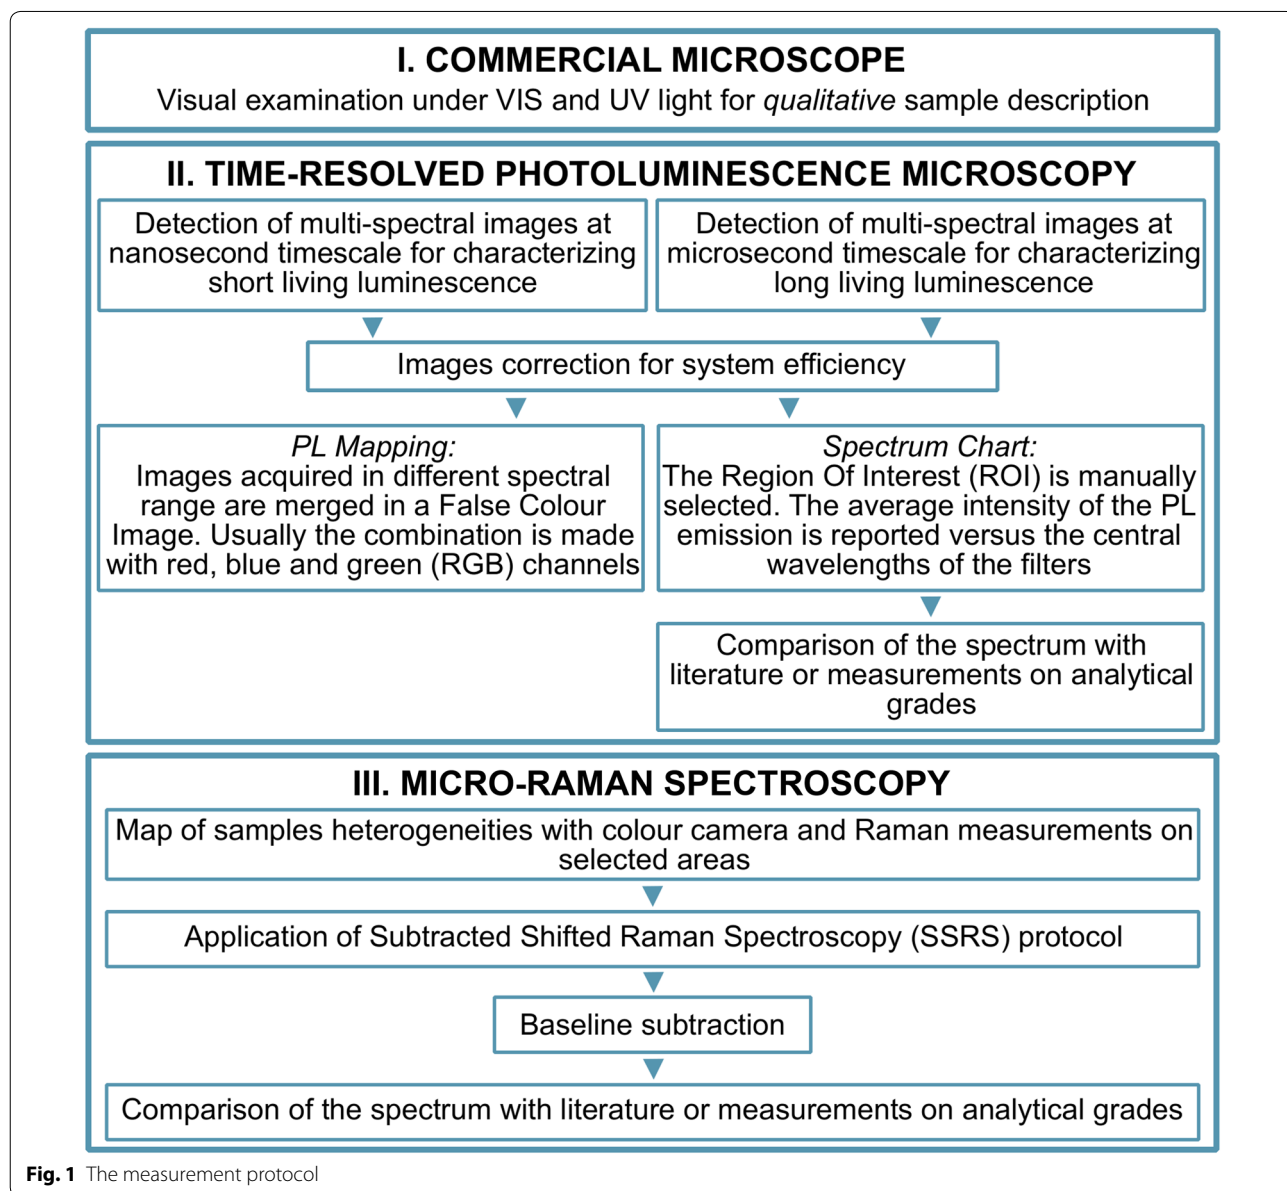 I. COMMERCIAL MICROSCOPE
Visual examination under VIS and UV light for qualitative sample description
II. TIME-RESOLVED PHOTOLUMINESCENCE MICROSCOPY
Detection of multi-spectral images at
nanosecond timescale for characterizing
short living luminescence
Detection of multi-spectral images at
microsecond timescale for characterizing
long living luminescence
Images correction for system efficiency
PL Mapping:
Images acquired in different spectral
range are merged in a False Colour
Image. Usually the combination is made
with red, blue and green (RGB) channels
Spectrum Chart:
The Region Of Interest (ROI) is manually
selected. The average intensity of the PL
emission is reported versus the central
wavelengths of the filters
Comparison of the spectrum with
literature or measurements on analytical
grades
III. MICRO-RAMAN SPECTROSCOPY
Map of samples heterogeneities with colour camera and Raman measurements on
selected areas
Application of Subtracted Shifted Raman Spectroscopy (SSRS) protocol
Baseline subtraction
Comparison of the spectrum with literature or measurements on analytical grades
Fig. 1 The measurement protocol